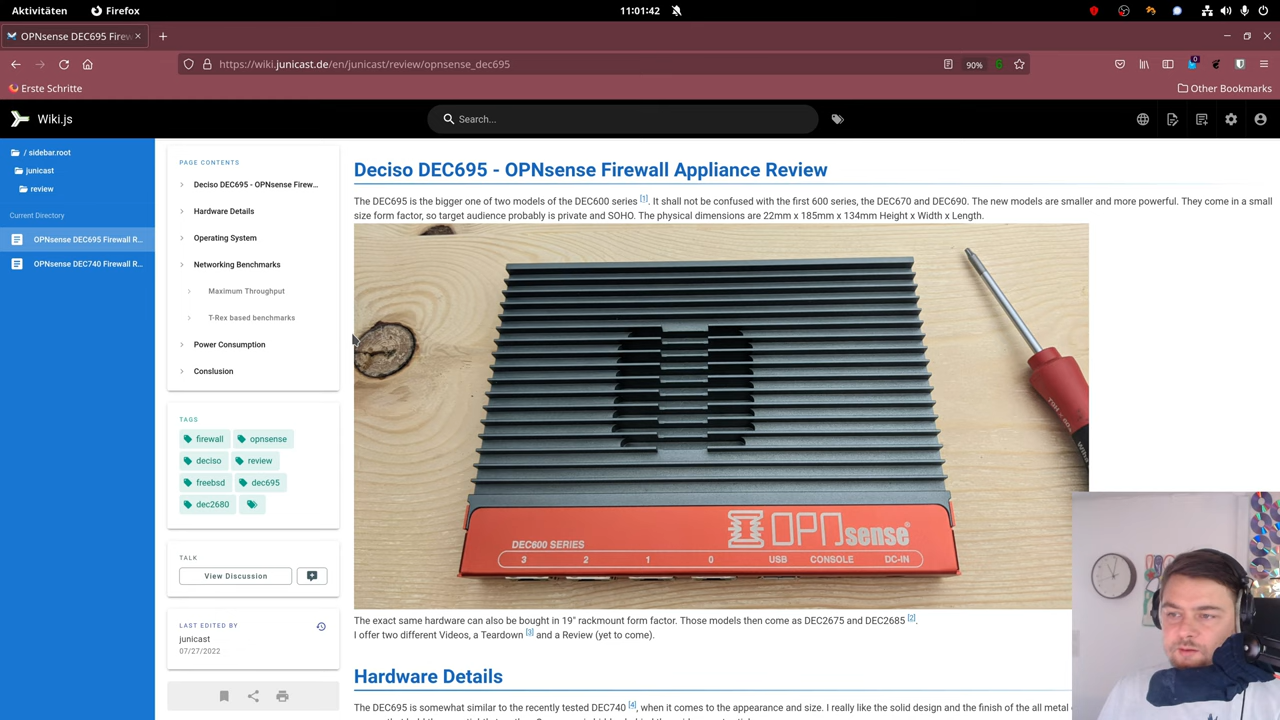 Aktivitäten
Firefox
11:01:42
OPNsense DEC695 Firew
https://wiki.junicast.de/en/junicast/review/opnsense_dec695
90%
Erste Schritte
Other Bookmarks
Wiki.js
Search...
/ sidebar.root
junicast
review
Current Directory
OPNsense DEC695 Firewall R...
OPNsense DEC740 Firewall R...
PAGE CONTENTS
Deciso DEC695 - OPNsense Firew...
Hardware Details
Operating System
Networking Benchmarks
Maximum Throughput
T-Rex based benchmarks
Power Consumption
Conslusion
TAGS
firewall
opnsense
deciso
review
freebsd
dec695
dec2680
TALK
View Discussion
LAST EDITED BY
junicast
07/27/2022
Deciso DEC695 - OPNsense Firewall Appliance Review
The DEC695 is the bigger one of two models of the DEC600 series [1]. It shall not be confused with the first 600 series, the DEC670 and DEC690. The new models are smaller and more powerful. They come in a small
size form factor, so target audience probably is private and SOHO. The physical dimensions are 22mm x 185mm x 134mm Height x Width x Length.
OPNsense
DEC600 SERIES
3 2 1 0 USB CONSOLE DC-IN
The exact same hardware can also be bought in 19" rackmount form factor. Those models then come as DEC2675 and DEC2685 [2].
I offer two different Videos, a Teardown [3] and a Review (yet to come).
Hardware Details
The DEC695 is somewhat similar to the recently tested DEC740 [4], when it comes to the appearance and size. I really like the solid design and the finish of the all metal